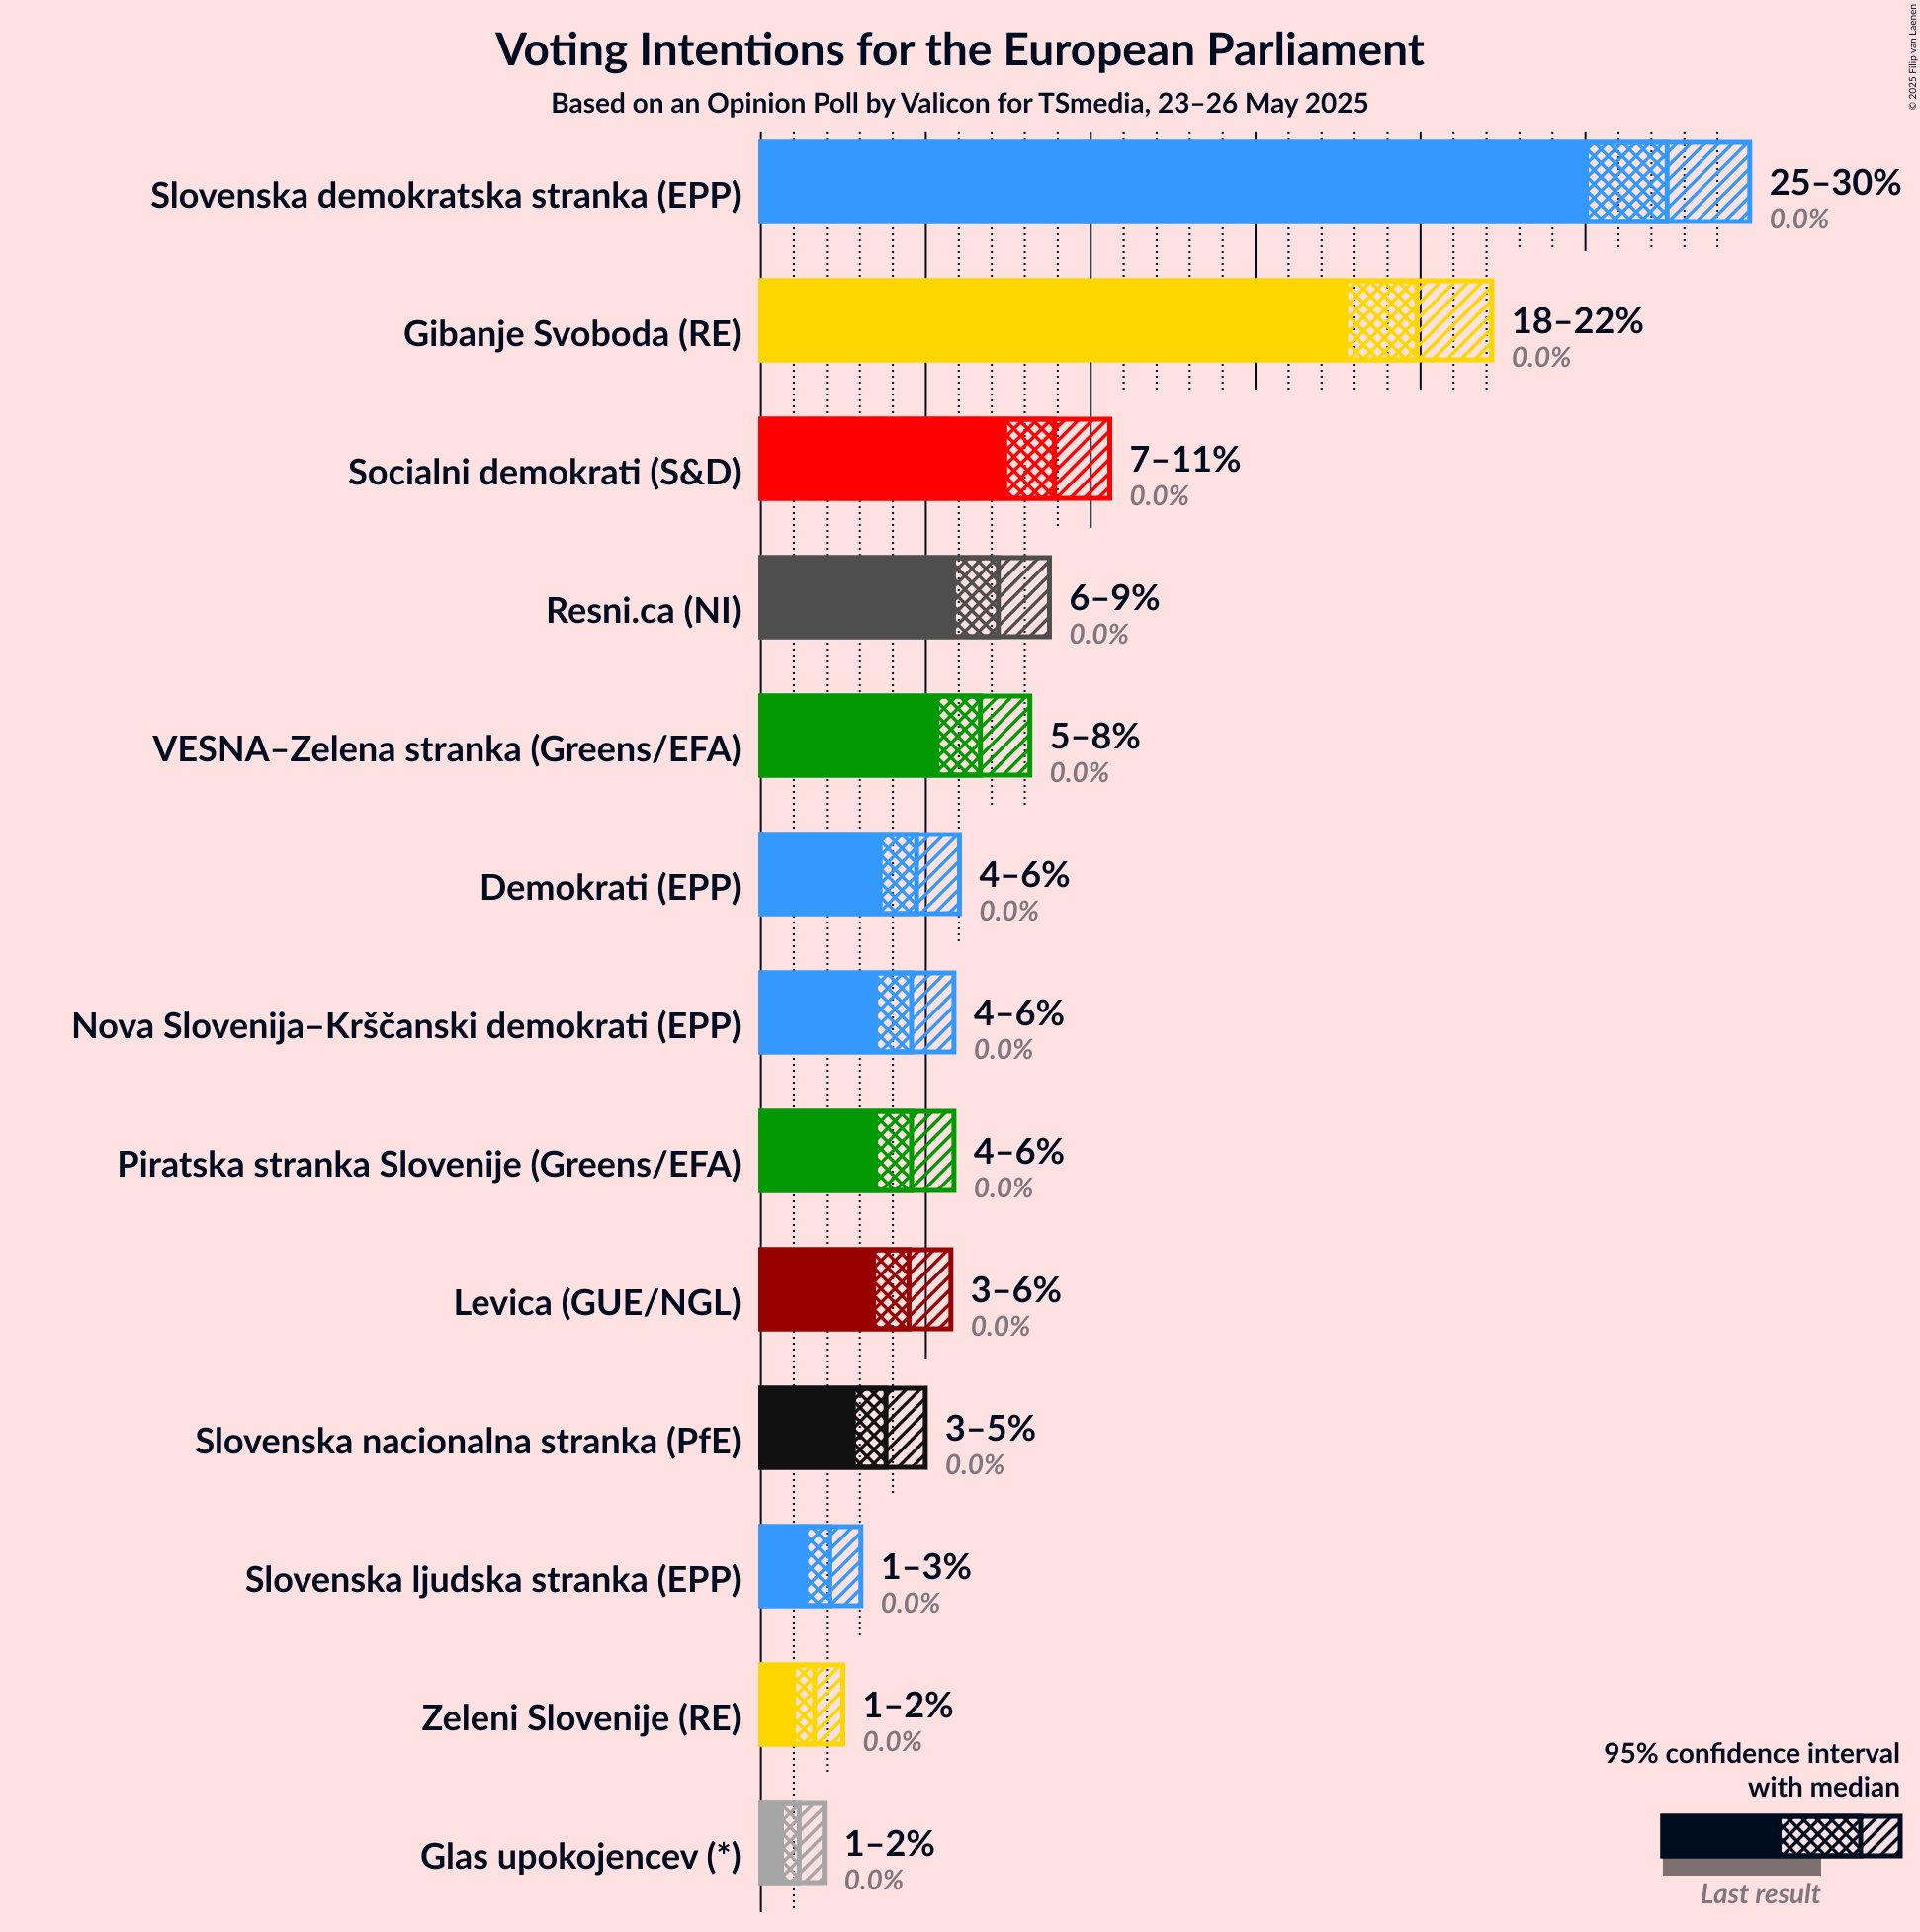 Voting Intentions for the European Parliament
Based on an Opinion Poll by Valicon for TSmedia, 23–26 May 2025
© 2025 Filip van Laenen
Slovenska demokratska stranka (EPP)
25–30%
0.0%
Gibanje Svoboda (RE)
18–22%
0.0%
Socialni demokrati (S&D)
7–11%
0.0%
Resni.ca (NI)
6–9%
0.0%
VESNA–Zelena stranka (Greens/EFA)
5–8%
0.0%
Demokrati (EPP)
4–6%
0.0%
Nova Slovenija–Krščanski demokrati (EPP)
4–6%
0.0%
Piratska stranka Slovenije (Greens/EFA)
4–6%
0.0%
Levica (GUE/NGL)
3–6%
0.0%
Slovenska nacionalna stranka (PfE)
3–5%
0.0%
Slovenska ljudska stranka (EPP)
1–3%
0.0%
Zeleni Slovenije (RE)
1–2%
0.0%
Glas upokojencev (*)
1–2%
0.0%
95% confidence interval
with median
Last result